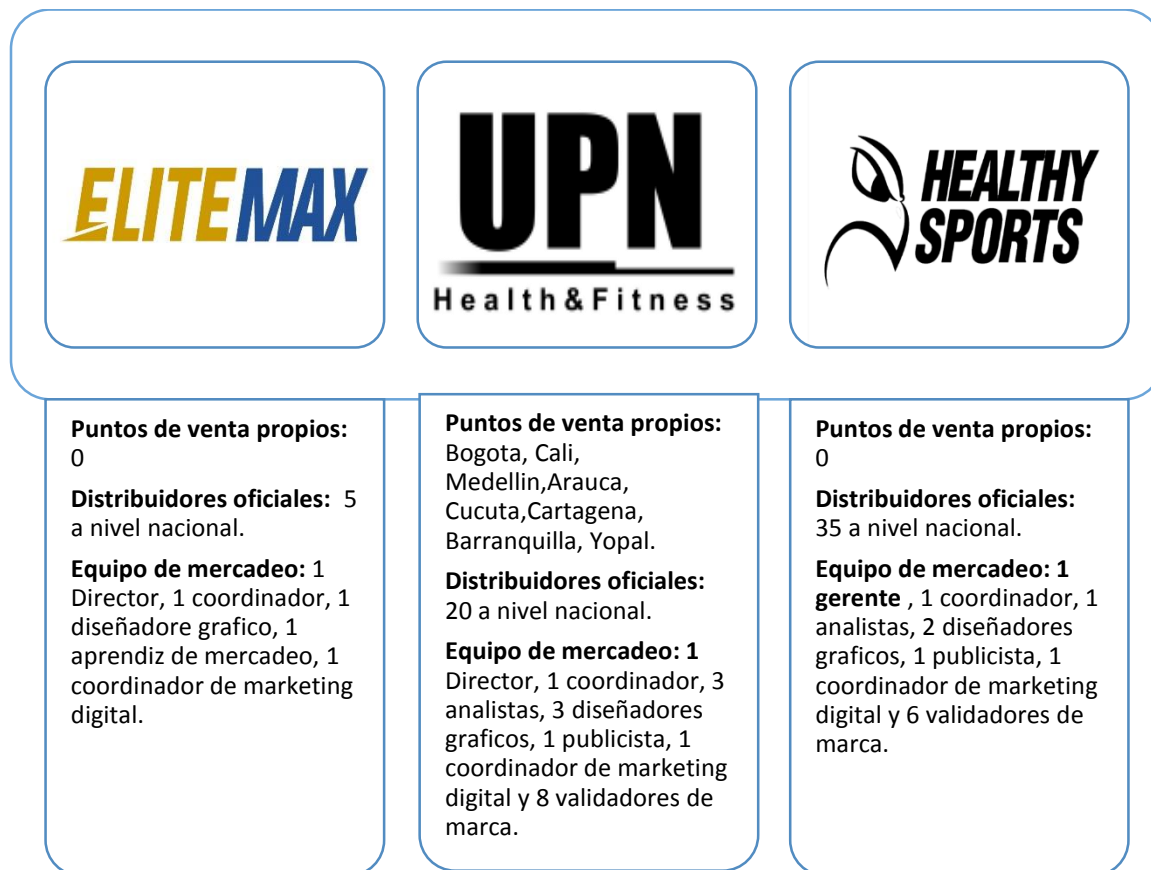 ELITEMAX
UPN
Health&Fitness
HEALTHY
SPORTS
Puntos de venta propios:
0
Distribuidores oficiales: 5
a nivel nacional.
Equipo de mercadeo: 1
Director, 1 coordinador, 1
diseñadore grafico, 1
aprendiz de mercadeo, 1
coordinador de marketing
digital.
Puntos de venta propios:
Bogota, Cali,
Medellin,Arauca,
Cucuta,Cartagena,
Barranquilla, Yopal.
Distribuidores oficiales:
20 a nivel nacional.
Equipo de mercadeo: 1
Director, 1 coordinador, 3
analistas, 3 diseñadores
graficos, 1 publicista, 1
coordinador de marketing
digital y 8 validadores de
marca.
Puntos de venta propios:
0
Distribuidores oficiales:
35 a nivel nacional.
Equipo de mercadeo: 1
gerente , 1 coordinador, 1
analistas, 2 diseñadores
graficos, 1 publicista, 1
coordinador de marketing
digital y 6 validadores de
marca.